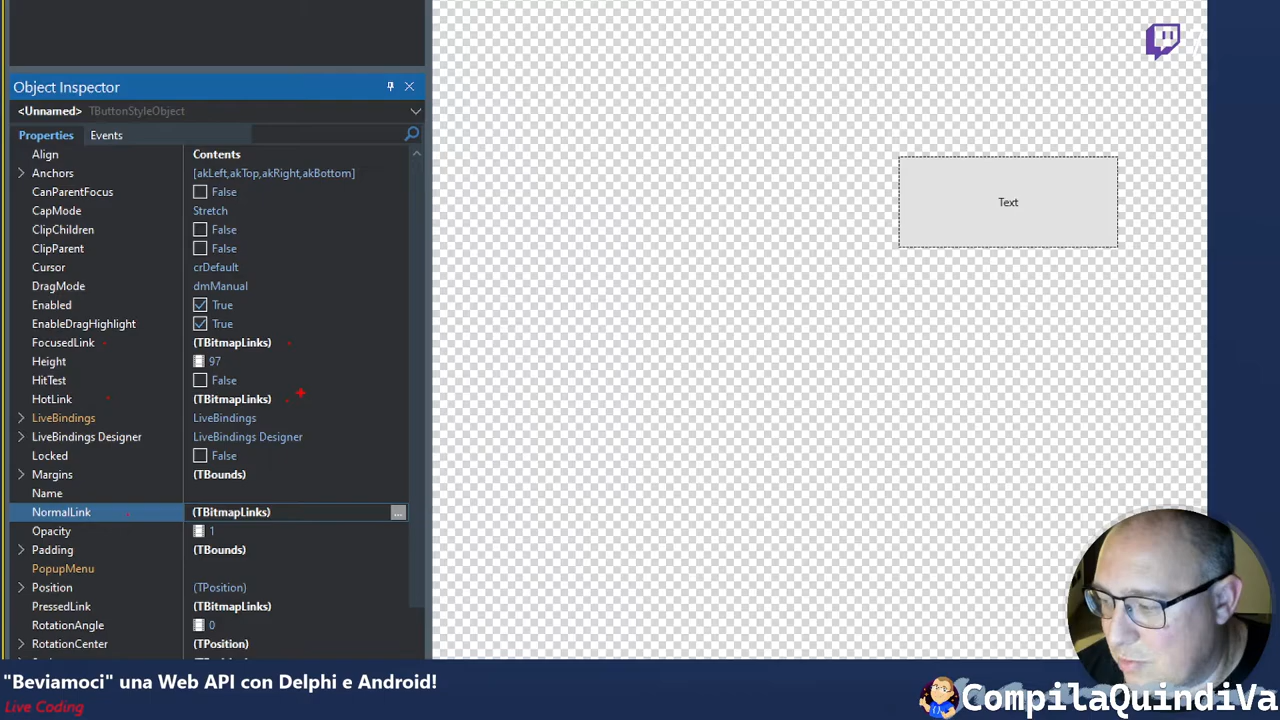 Object Inspector
<Unnamed> TButtonStyleObject
Properties Events
Align Contents
Anchors [akLeft,akTop,akRight,akBottom]
CanParentFocus False
CapMode Stretch
ClipChildren False
ClipParent False
Cursor crDefault
DragMode dmManual
Enabled True
EnableDragHighlight True
FocusedLink (TBitmapLinks)
Height 97
HitTest False
HotLink (TBitmapLinks)
LiveBindings LiveBindings
LiveBindings Designer LiveBindings Designer
Locked False
Margins (TBounds)
Name
NormalLink (TBitmapLinks) ...
Opacity 1
Padding (TBounds)
PopupMenu
Position (TPosition)
PressedLink (TBitmapLinks)
RotationAngle 0
RotationCenter (TPosition)
Text
"Beviamoci" una Web API con Delphi e Android!
Live Coding
CompilaQuindiVa